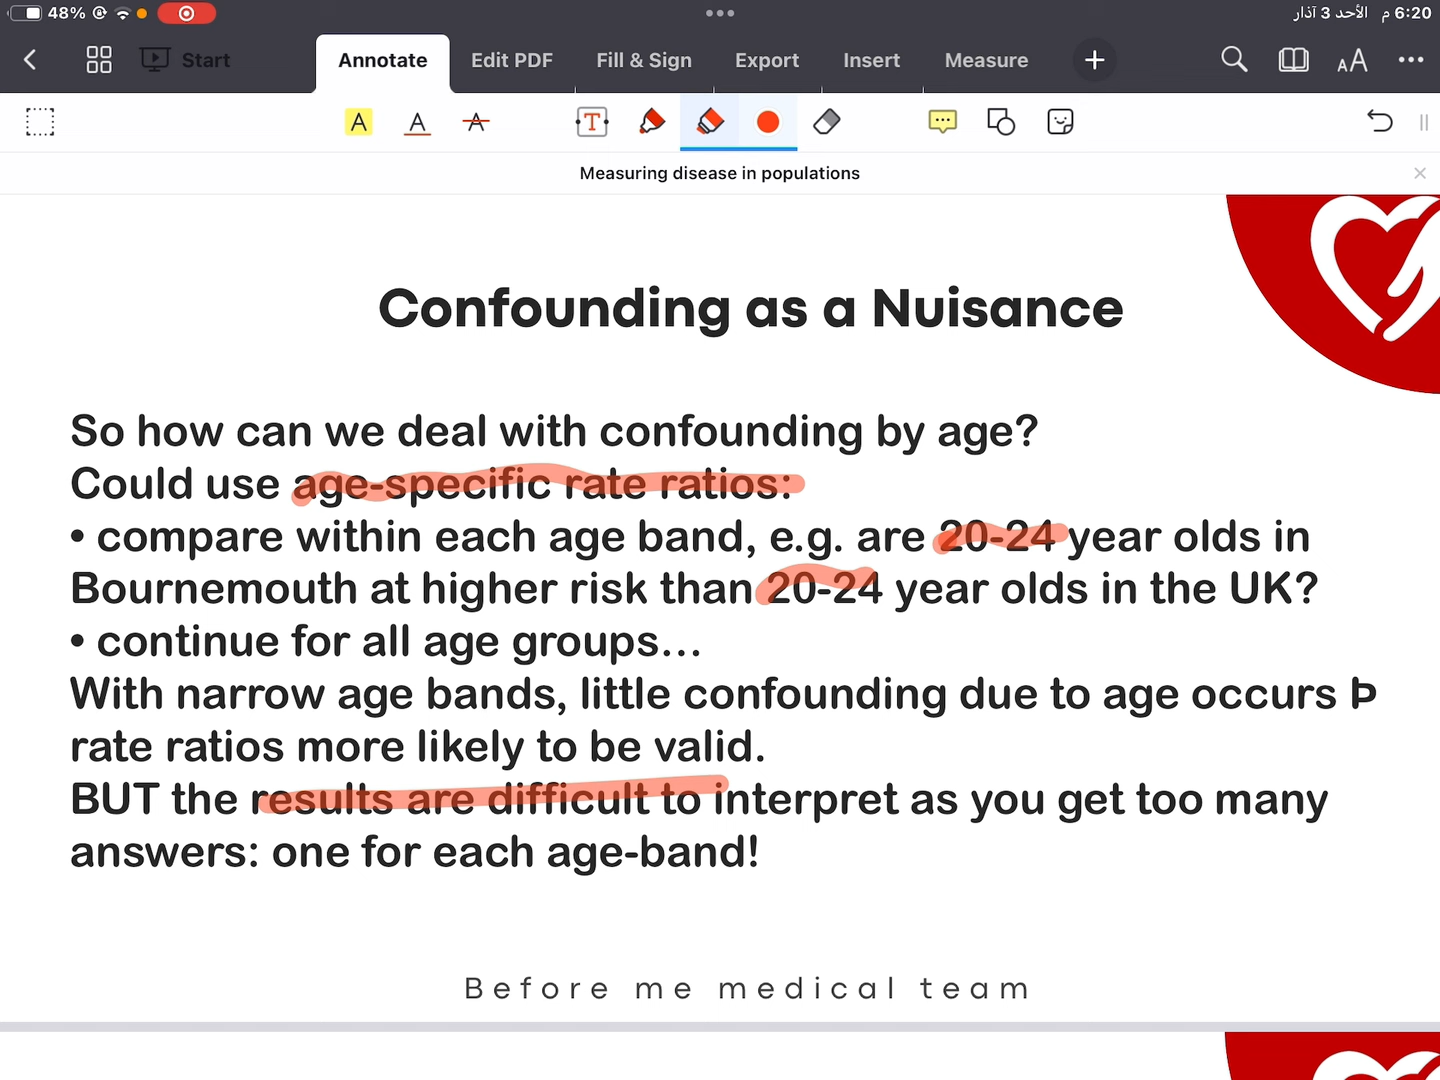 48%
6:20 م الأحد 3 آذار
Start
Annotate
Edit PDF
Fill & Sign
Export
Insert
Measure
Measuring disease in populations
Confounding as a Nuisance
So how can we deal with confounding by age?
Could use age-specific rate ratios:
• compare within each age band, e.g. are 20-24 year olds in
Bournemouth at higher risk than 20-24 year olds in the UK?
• continue for all age groups…
With narrow age bands, little confounding due to age occurs Þ
rate ratios more likely to be valid.
BUT the results are difficult to interpret as you get too many
answers: one for each age-band!
Before me medical team